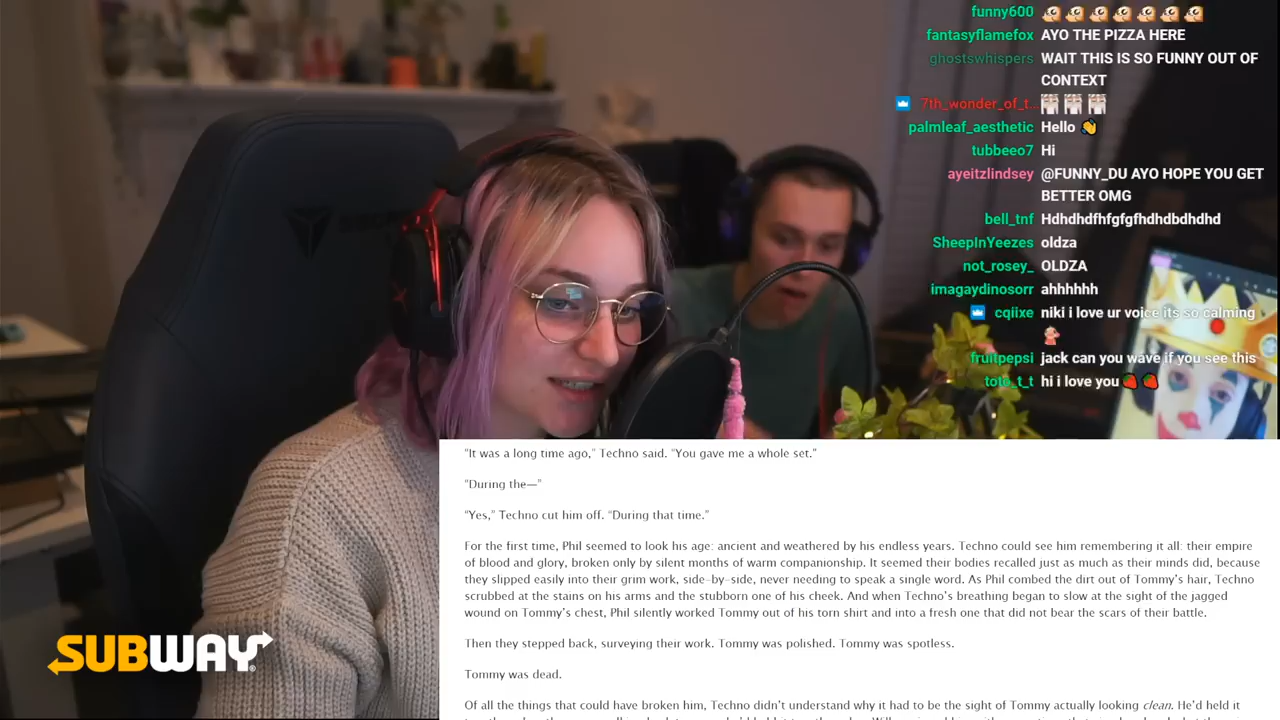 funny600
fantasyflamefox AYO THE PIZZA HERE
ghostswhispers WAIT THIS IS SO FUNNY OUT OF
CONTEXT
7th_wonder_of_t...
palmleaf_aesthetic Hello
tubbeeo7 Hi
ayeitzlindsey @FUNNY_DU AYO HOPE YOU GET
BETTER OMG
bell_tnf Hdhdhdfhfgfgfhdhdbdhdhd
SheepInYeezes oldza
not_rosey_ OLDZA
imagaydinosorr ahhhhhh
cqiixe niki i love ur voice its so calming
fruitpepsi jack can you wave if you see this
toto_t_t hi i love you
"It was a long time ago," Techno said. "You gave me a whole set."
"During the—"
"Yes," Techno cut him off. "During that time."
For the first time, Phil seemed to look his age: ancient and weathered by his endless years. Techno could see him remembering it all: their empire
of blood and glory, broken only by silent months of warm companionship. It seemed their bodies recalled just as much as their minds did, because
they slipped easily into their grim work, side-by-side, never needing to speak a single word. As Phil combed the dirt out of Tommy's hair, Techno
scrubbed at the stains on his arms and the stubborn one of his cheek. And when Techno's breathing began to slow at the sight of the jagged
wound on Tommy's chest, Phil silently worked Tommy out of his torn shirt and into a fresh one that did not bear the scars of their battle.
Then they stepped back, surveying their work. Tommy was polished. Tommy was spotless.
Tommy was dead.
Of all the things that could have broken him, Techno didn't understand why it had to be the sight of Tommy actually looking clean. He'd held it
SUBWAY